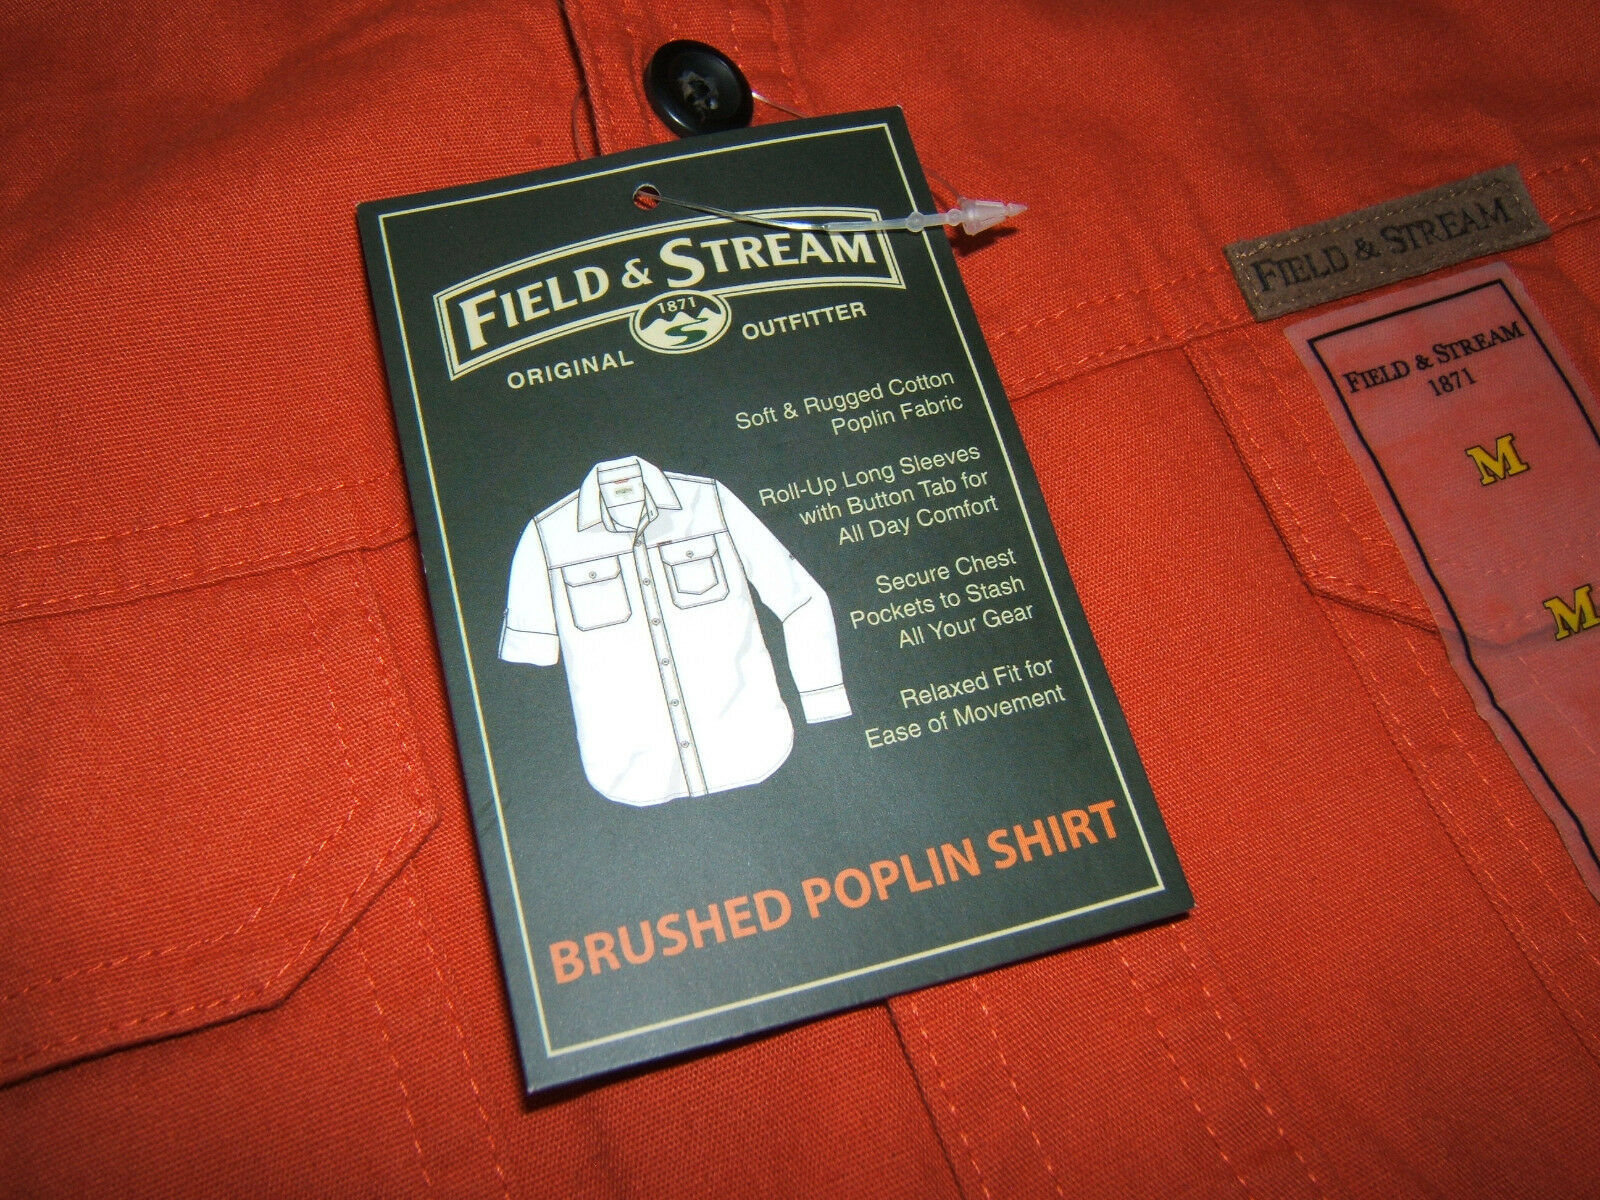 FIELD & STREAM
1871
ORIGINAL OUTFITTER
Soft & Rugged Cotton
Poplin Fabric
Roll-Up Long Sleeves
with Button Tab for
All Day Comfort
Secure Chest
Pockets to Stash
All Your Gear
Relaxed Fit for
Ease of Movement
BRUSHED POPLIN SHIRT
FIELD & STREAM
FIELD & STREAM
1871
M
M